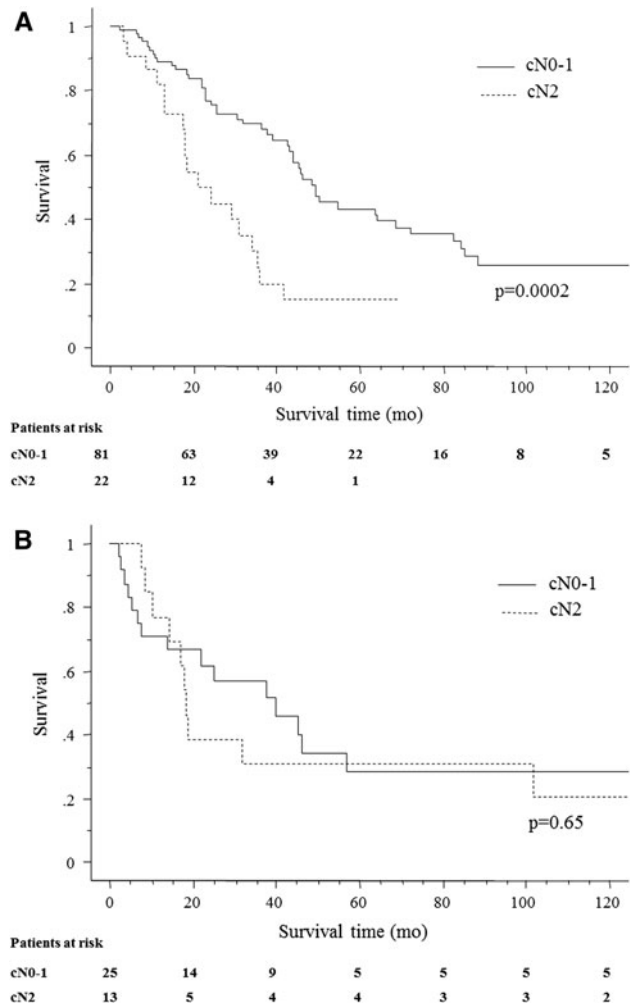 A
1
.8
.6
.4
.2
0
Survival
cN0-1
cN2
p=0.0002
0 20 40 60 80 100 120
Survival time (mo)
Patients at risk
cN0-1 81 63 39 22 16 8 5
cN2 22 12 4 1
B
1
.8
.6
.4
.2
0
Survival
cN0-1
cN2
p=0.65
0 20 40 60 80 100 120
Survival time (mo)
Patients at risk
cN0-1 25 14 9 5 5 5 5
cN2 13 5 4 4 3 3 2